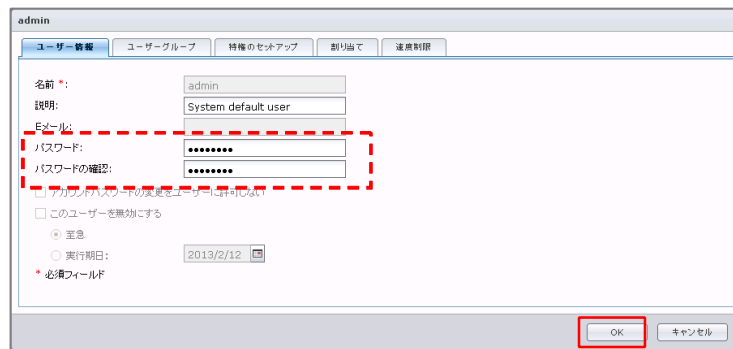 admin
ユーザー情報 ユーザーグループ 特権のセットアップ 割り当て 速度制限
名前 *: admin
説明: System default user
Eメール:
パスワード: ••••••••
パスワードの確認: ••••••••
アカウントパスワードの変更をユーザーに許可しない
このユーザーを無効にする
至急
実行期日: 2013/2/12
* 必須フィールド
OK キャンセル